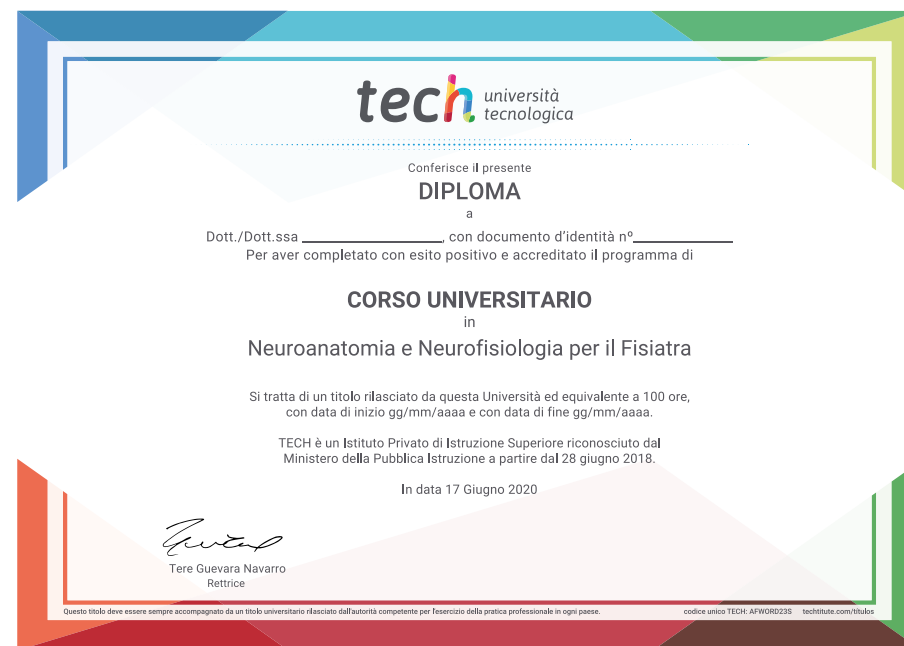 tech università
tecnologica
Conferisce il presente
DIPLOMA
a
Dott./Dott.ssa ____________________, con documento d'identità nº______________
Per aver completato con esito positivo e accreditato il programma di
CORSO UNIVERSITARIO
in
Neuroanatomia e Neurofisiologia per il Fisiatra
Si tratta di un titolo rilasciato da questa Università ed equivalente a 100 ore,
con data di inizio gg/mm/aaaa e con data di fine gg/mm/aaaa.
TECH è un Istituto Privato di Istruzione Superiore riconosciuto dal
Ministero della Pubblica Istruzione a partire dal 28 giugno 2018.
In data 17 Giugno 2020
Tere Guevara Navarro
Rettrice
Questo titolo deve essere sempre accompagnato da un titolo universitario rilasciato dall'autorità competente per l'esercizio della pratica professionale in ogni paese. codice unico TECH: AFWORD23S techtitute.com/títulos